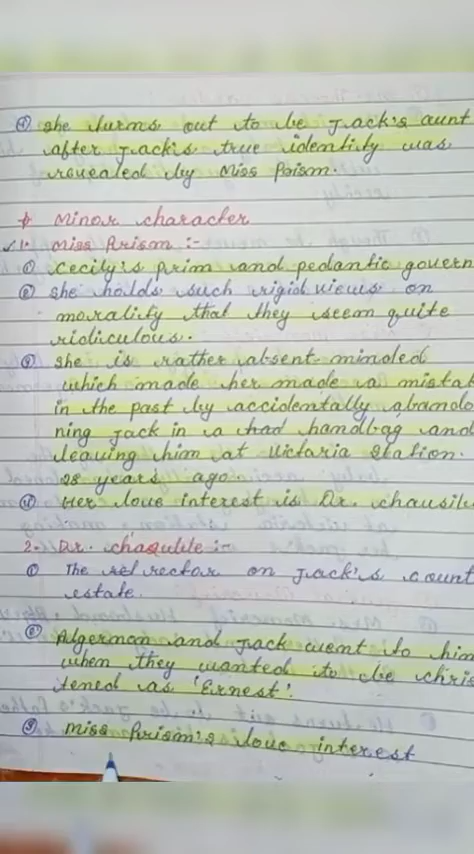 ④ She turns out to be Jack's aunt
after Jack's true identity was
revealed by Miss Prism.
* Minor character
1. Miss Prism :-
① Cecily's prim and pedantic govern
② She holds such rigid views on
morality that they seem quite
ridiculous.
③ She is rather absent-minded
which made her made a mistak
in the past by accidentally abando
ning Jack in a had handbag and
leaving him at Victoria Station.
28 years ago.
④ Her love interest is Dr. chausile
2. Dr. chasulile :-
① The rel rector on Jack's count
estate.
② Algernon and Jack went to him
when they wanted to be chris
tened as 'Ernest'.
③ Miss Prism's love interest